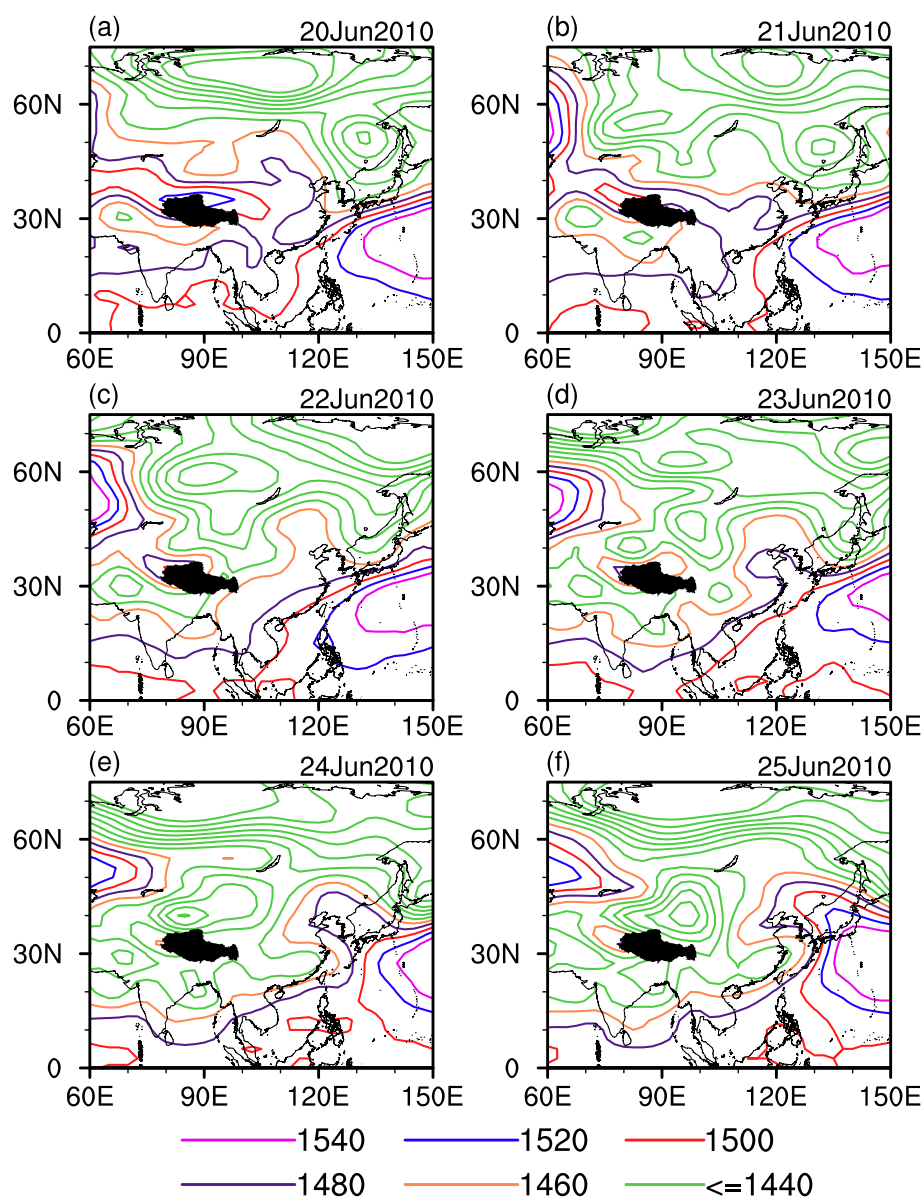 (a) 20Jun2010 (b) 21Jun2010
60N 60N
30N 30N
0 0
60E 90E 120E 150E 60E 90E 120E 150E
(c) 22Jun2010 (d) 23Jun2010
60N 60N
30N 30N
0 0
60E 90E 120E 150E 60E 90E 120E 150E
(e) 24Jun2010 (f) 25Jun2010
60N 60N
30N 30N
0 0
60E 90E 120E 150E 60E 90E 120E 150E
1540 1520 1500
1480 1460 <=1440